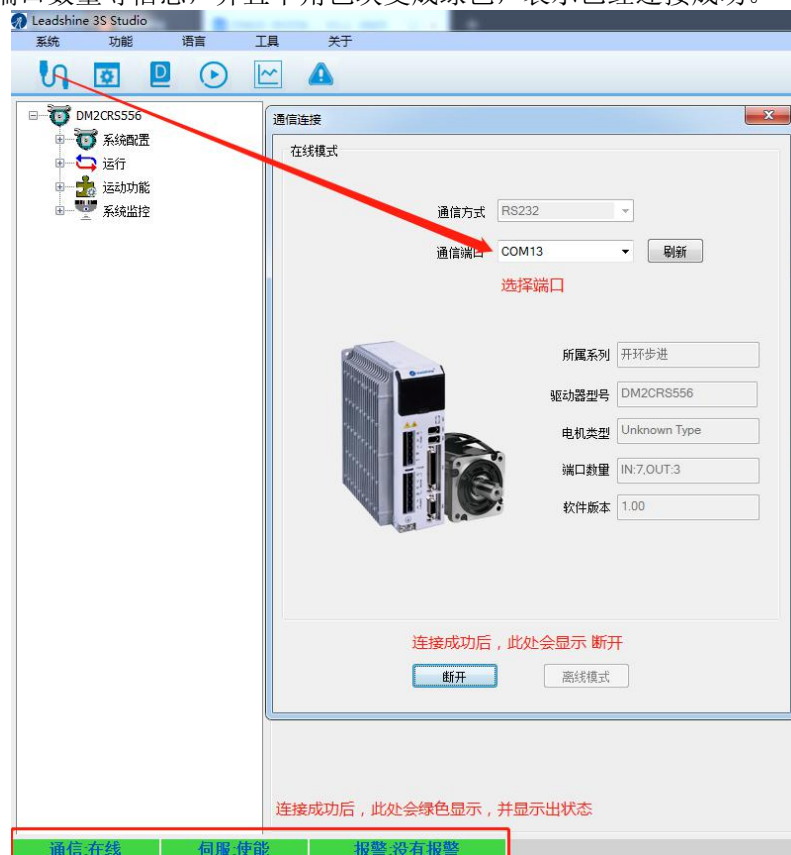 端口数量等信息，并且下角色块变成绿色，表示已经连接成功。
Leadshine 3S Studio
系统 功能 语言 工具 关于
DM2CRS556
系统配置
运行
运动功能
系统监控
通信连接
在线模式
通信方式 RS232
通信端口 COM13 刷新
选择端口
所属系列 开环步进
驱动器型号 DM2CRS556
电机类型 Unknown Type
端口数量 IN:7,OUT:3
软件版本 1.00
连接成功后，此处会显示 断开
断开 离线模式
连接成功后，此处会绿色显示，并显示出状态
通信:在线 伺服:使能 报警:没有报警